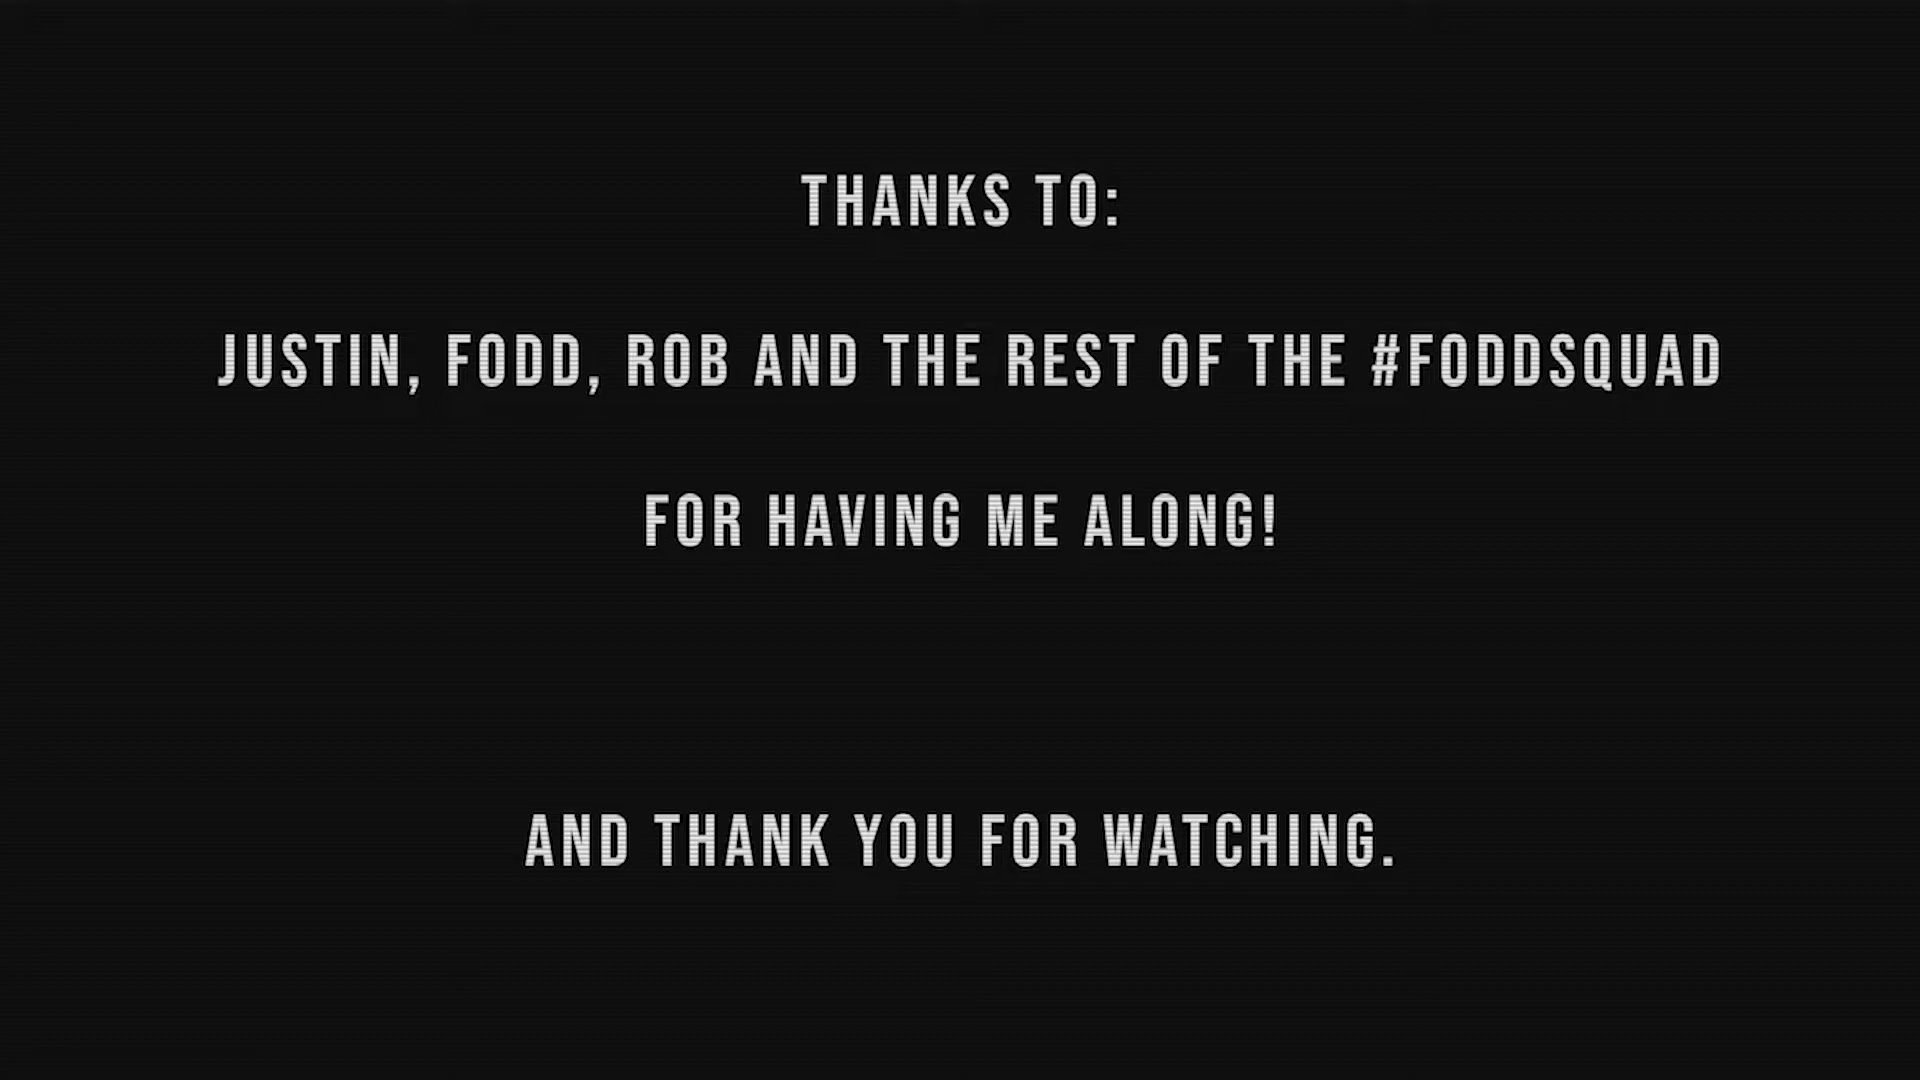 THANKS TO:
JUSTIN, FODD, ROB AND THE REST OF THE #FODDSQUAD
FOR HAVING ME ALONG!
AND THANK YOU FOR WATCHING.